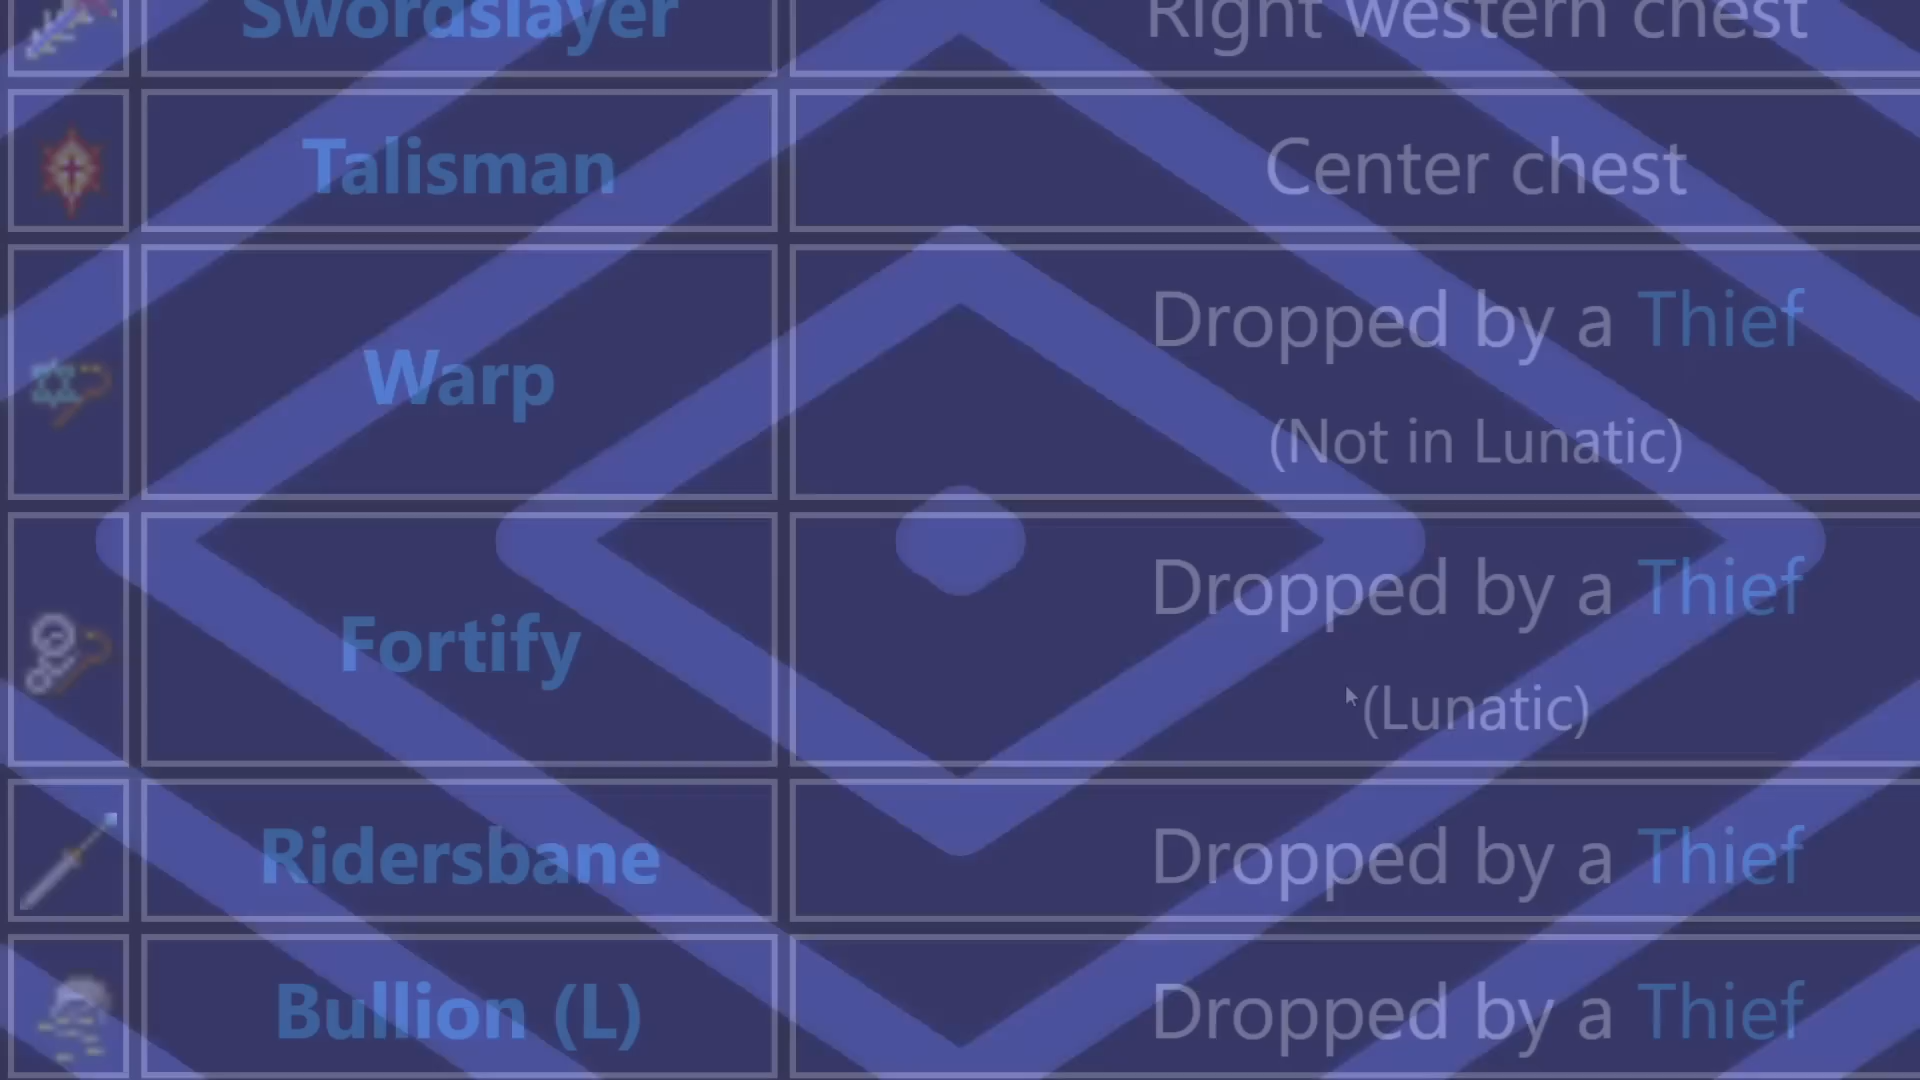 Swordslayer Right western chest
Talisman Center chest
Warp Dropped by a Thief
(Not in Lunatic)
Fortify Dropped by a Thief
(Lunatic)
Ridersbane Dropped by a Thief
Bullion (L) Dropped by a Thief